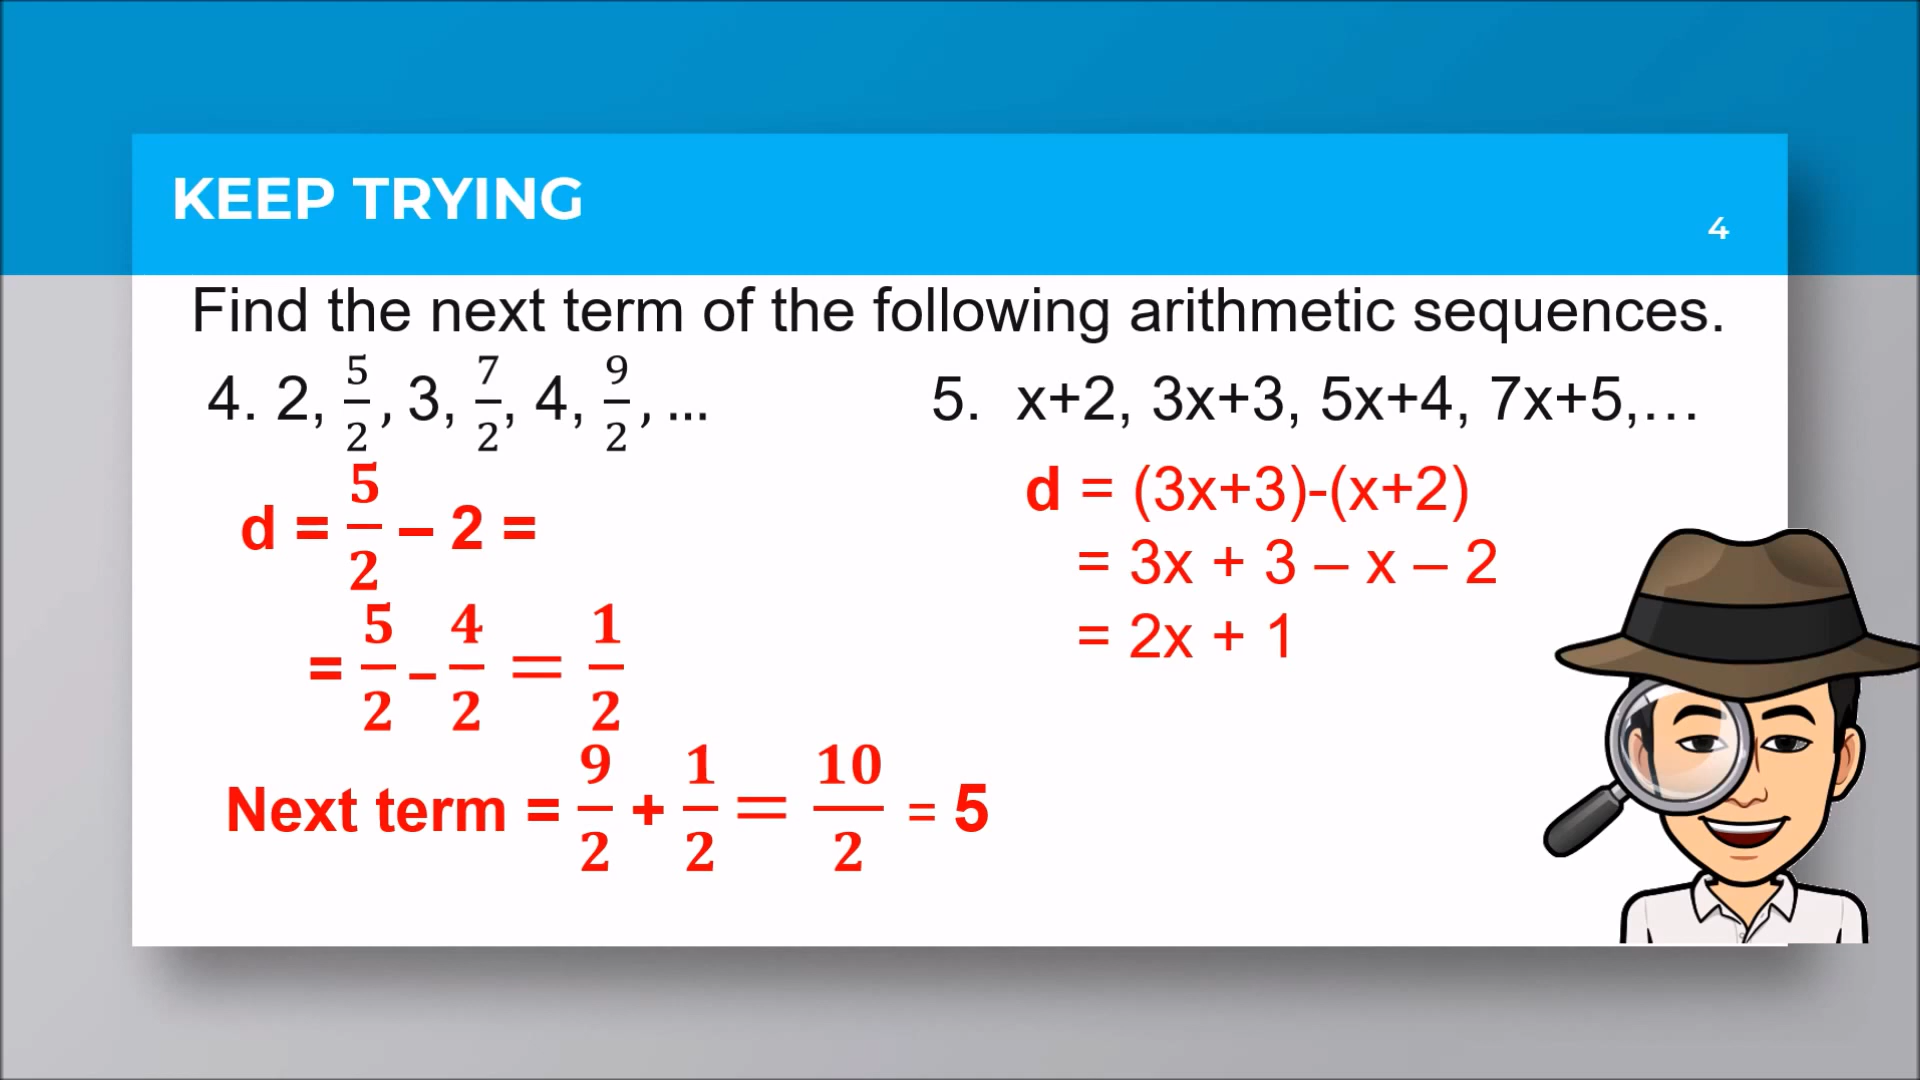 KEEP TRYING
4
Find the next term of the following arithmetic sequences.
4. 2, 5/2, 3, 7/2, 4, 9/2, ...
d = 5/2 – 2 =
= 5/2 – 4/2 = 1/2
Next term = 9/2 + 1/2 = 10/2 = 5
5. x+2, 3x+3, 5x+4, 7x+5,…
d = (3x+3)-(x+2)
= 3x + 3 – x – 2
= 2x + 1